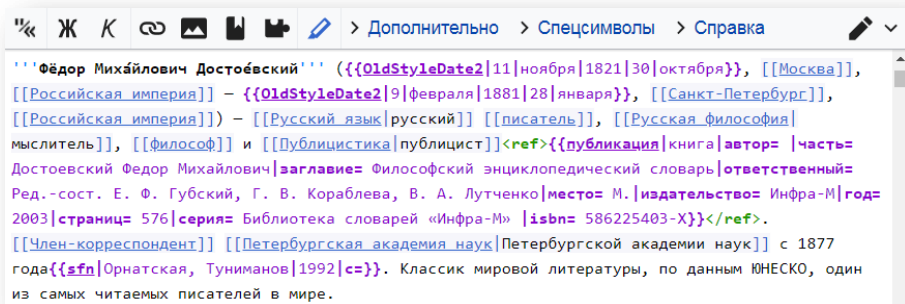 Ж К > Дополнительно > Спецсимволы > Справка
'''Фёдор Миха́йлович Достое́вский''' ({{OldStyleDate2|11|ноября|1821|30|октября}}, [[Москва]],
[[Российская империя]] — {{OldStyleDate2|9|февраля|1881|28|января}}, [[Санкт-Петербург]],
[[Российская империя]]) — [[Русский язык|русский]] [[писатель]], [[Русская философия|
мыслитель]], [[философ]] и [[Публицистика|публицист]]<ref>{{публикация|книга|автор= |часть=
Достоевский Федор Михайлович|заглавие= Философский энциклопедический словарь|ответственный=
Ред.-сост. Е. Ф. Губский, Г. В. Кораблева, В. А. Лутченко|место= М.|издательство= Инфра-М|год=
2003|страниц= 576|серия= Библиотека словарей «Инфра-М» |isbn= 586225403-X}}</ref>.
[[Член-корреспондент]] [[Петербургская академия наук|Петербургской академии наук]] с 1877
года{{sfn|Орнатская, Туниманов|1992|с=}}. Классик мировой литературы, по данным ЮНЕСКО, один
из самых читаемых писателей в мире.